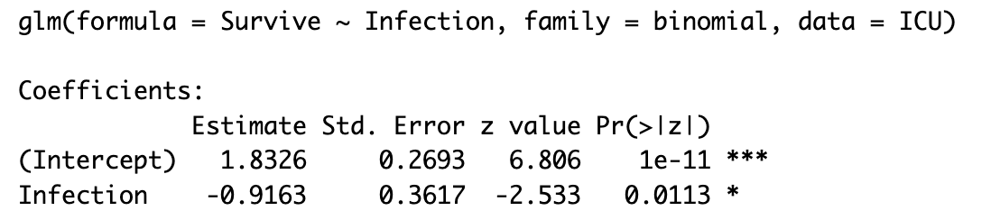 glm(formula = Survive ~ Infection, family = binomial, data = ICU)
Coefficients:
Estimate Std. Error z value Pr(>|z|)
(Intercept) 1.8326 0.2693 6.806 1e-11 ***
Infection -0.9163 0.3617 -2.533 0.0113 *